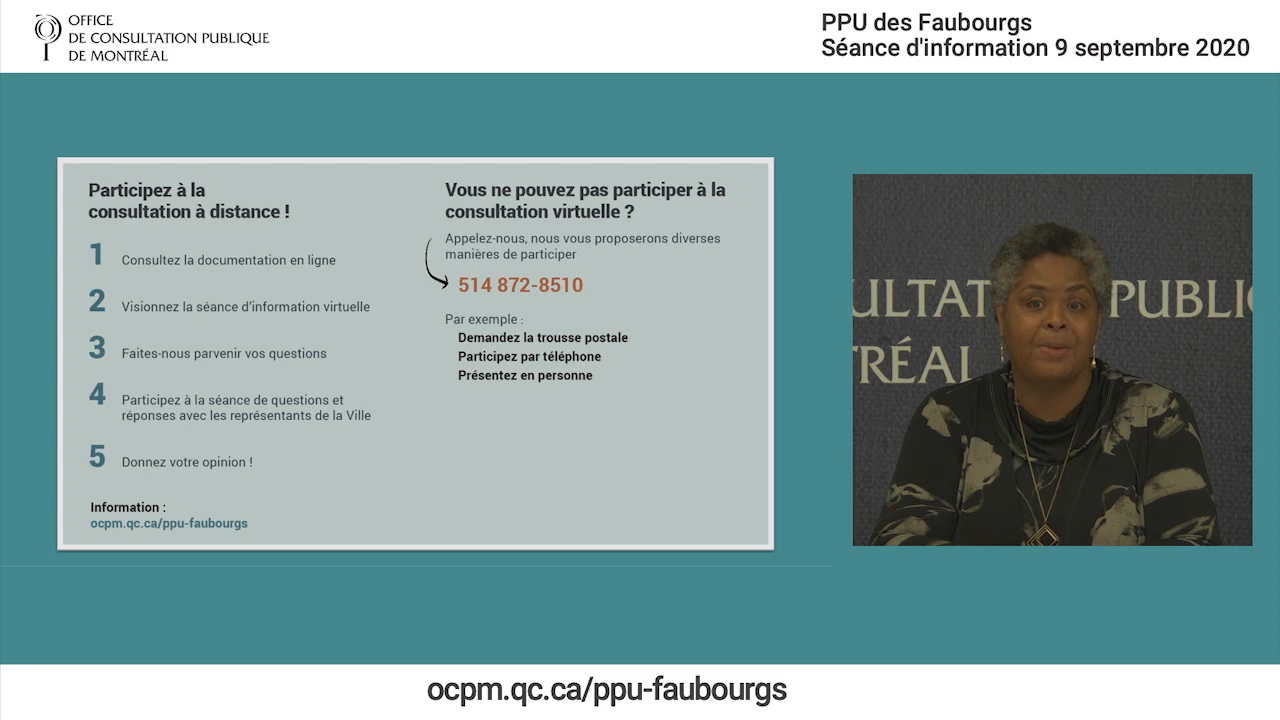 OFFICE
DE CONSULTATION PUBLIQUE
DE MONTRÉAL
PPU des Faubourgs
Séance d'information 9 septembre 2020
Participez à la
consultation à distance !
1 Consultez la documentation en ligne
2 Visionnez la séance d'information virtuelle
3 Faites-nous parvenir vos questions
4 Participez à la séance de questions et
réponses avec les représentants de la Ville
5 Donnez votre opinion !
Information :
ocpm.qc.ca/ppu-faubourgs
Vous ne pouvez pas participer à la
consultation virtuelle ?
Appelez-nous, nous vous proposerons diverses
manières de participer
514 872-8510
Par exemple :
Demandez la trousse postale
Participez par téléphone
Présentez en personne
ULTAT PUBLI
TRÉAL
ocpm.qc.ca/ppu-faubourgs